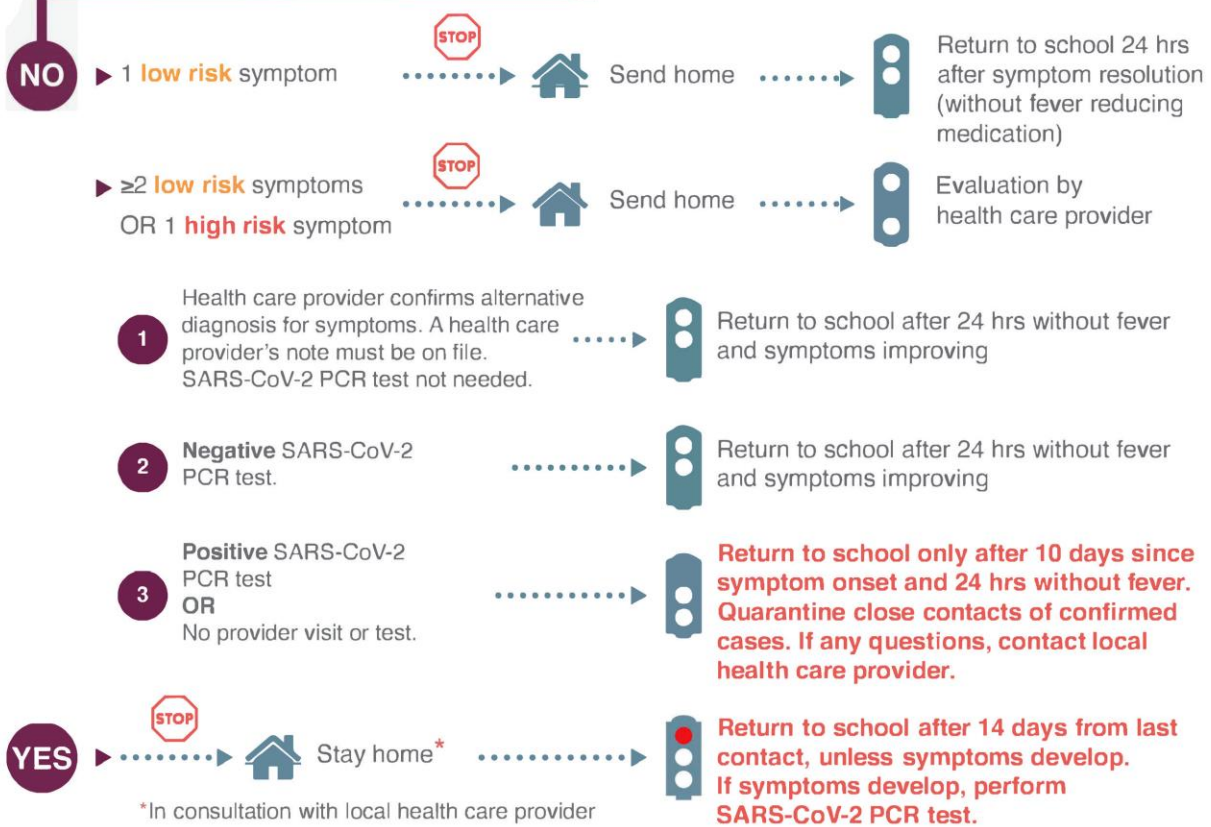 NO
▶ 1 low risk symptom
STOP
Send home
Return to school 24 hrs
after symptom resolution
(without fever reducing
medication)
▶ ≥2 low risk symptoms
OR 1 high risk symptom
STOP
Send home
Evaluation by
health care provider
1
Health care provider confirms alternative
diagnosis for symptoms. A health care
provider's note must be on file.
SARS-CoV-2 PCR test not needed.
Return to school after 24 hrs without fever
and symptoms improving
2
Negative SARS-CoV-2
PCR test.
Return to school after 24 hrs without fever
and symptoms improving
3
Positive SARS-CoV-2
PCR test
OR
No provider visit or test.
Return to school only after 10 days since
symptom onset and 24 hrs without fever.
Quarantine close contacts of confirmed
cases. If any questions, contact local
health care provider.
YES
STOP
Stay home*
Return to school after 14 days from last
contact, unless symptoms develop.
If symptoms develop, perform
SARS-CoV-2 PCR test.
*In consultation with local health care provider